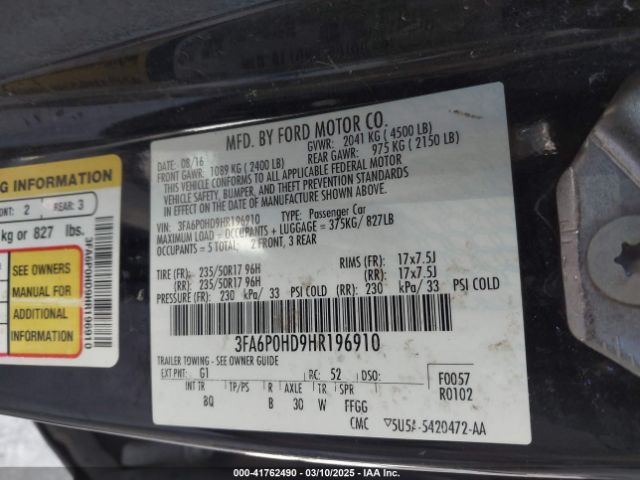 MFD. BY FORD MOTOR CO.
DATE: 08/16
GVWR: 2041 KG ( 4500 LB)
FRONT GAWR: 1089 KG ( 2400 LB)
REAR GAWR: 975 KG ( 2150 LB)
THIS VEHICLE CONFORMS TO ALL APPLICABLE FEDERAL MOTOR
VEHICLE SAFETY, BUMPER, AND THEFT PREVENTION STANDARDS
IN EFFECT ON THE DATE OF MANUFACTURE SHOWN ABOVE.
VIN: 3FA6P0HD9HR196910 TYPE: Passenger Car
MAXIMUM LOAD = OCCUPANTS + LUGGAGE = 375KG/ 827LB
OCCUPANTS = 5 TOTAL: 2 FRONT, 3 REAR
TIRE (FR): 235/50R17 96H RIMS (FR): 17x7.5J
(RR): 235/50R17 96H (RR): 17x7.5J
PRESSURE (FR): 230 kPa/ 33 PSI COLD (RR): 230 kPa/ 33 PSI COLD
3FA6P0HD9HR196910
TRAILER TOWING - SEE OWNER GUIDE
EXT PNT: G1 RC: 52 DSO:
F0057
R0102
INT TR TP/PS R AXLE TR SPR
BQ B 30 W FFGG
CMC 5U5A-5420472-AA
G INFORMATION
ONT: 2 REAR: 3
kg or 827 lbs.
SEE OWNERS
MANUAL FOR
ADDITIONAL
INFORMATION
3FA6P0HD9HR196910
000-41762490 - 03/10/2025 - IAA, Inc.